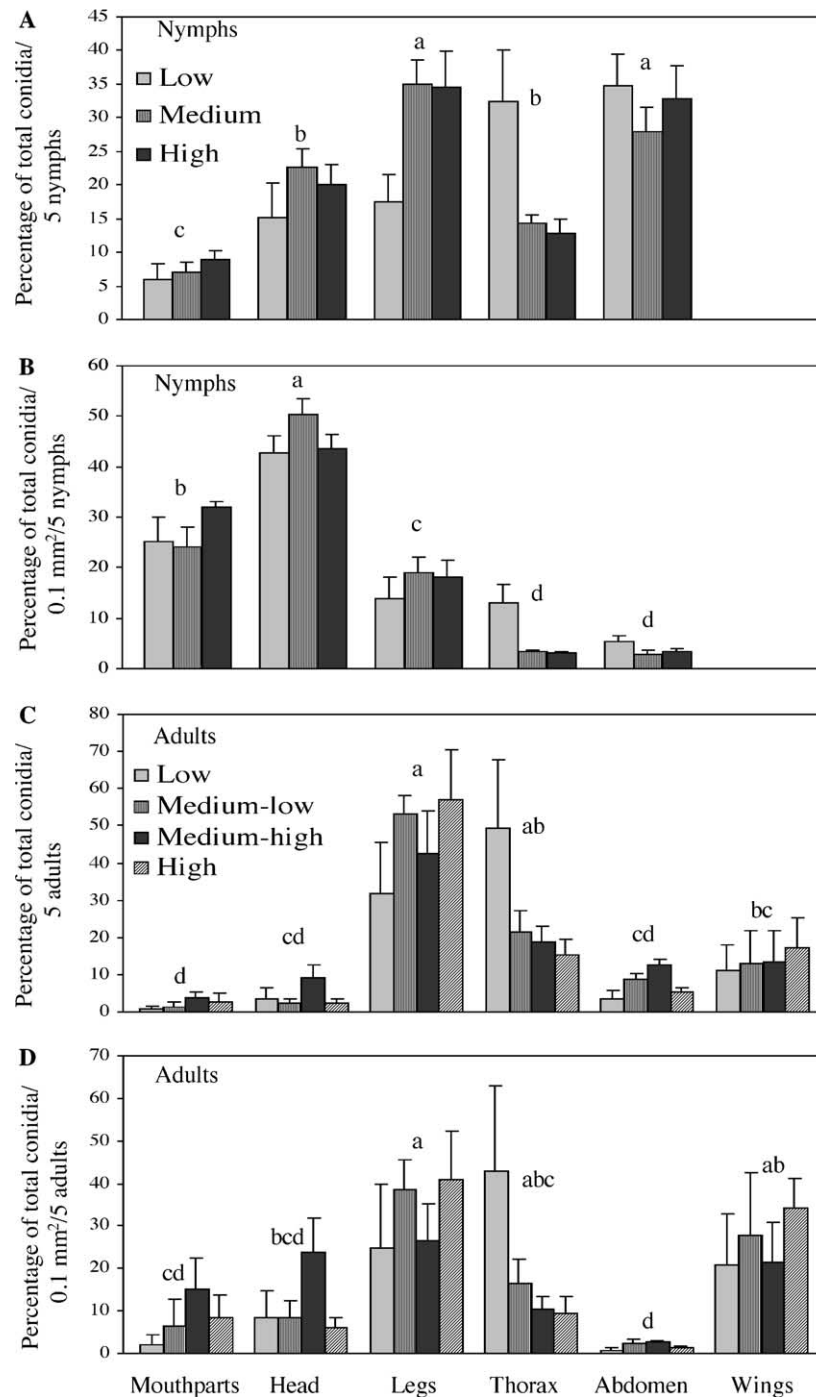 A
Nymphs
Low
Medium
High
Percentage of total conidia/
5 nymphs
45
40
35
30
25
20
15
10
5
0
c
b
a
b
a
B
Nymphs
Percentage of total conidia/
0.1 mm²/5 nymphs
60
50
40
30
20
10
0
b
a
c
d
d
C
Adults
Low
Medium-low
Medium-high
High
Percentage of total conidia/
5 adults
80
70
60
50
40
30
20
10
0
d
cd
a
ab
cd
bc
D
Adults
Percentage of total conidia/
0.1 mm²/5 adults
70
60
50
40
30
20
10
0
cd
bcd
a
abc
d
ab
Mouthparts Head Legs Thorax Abdomen Wings